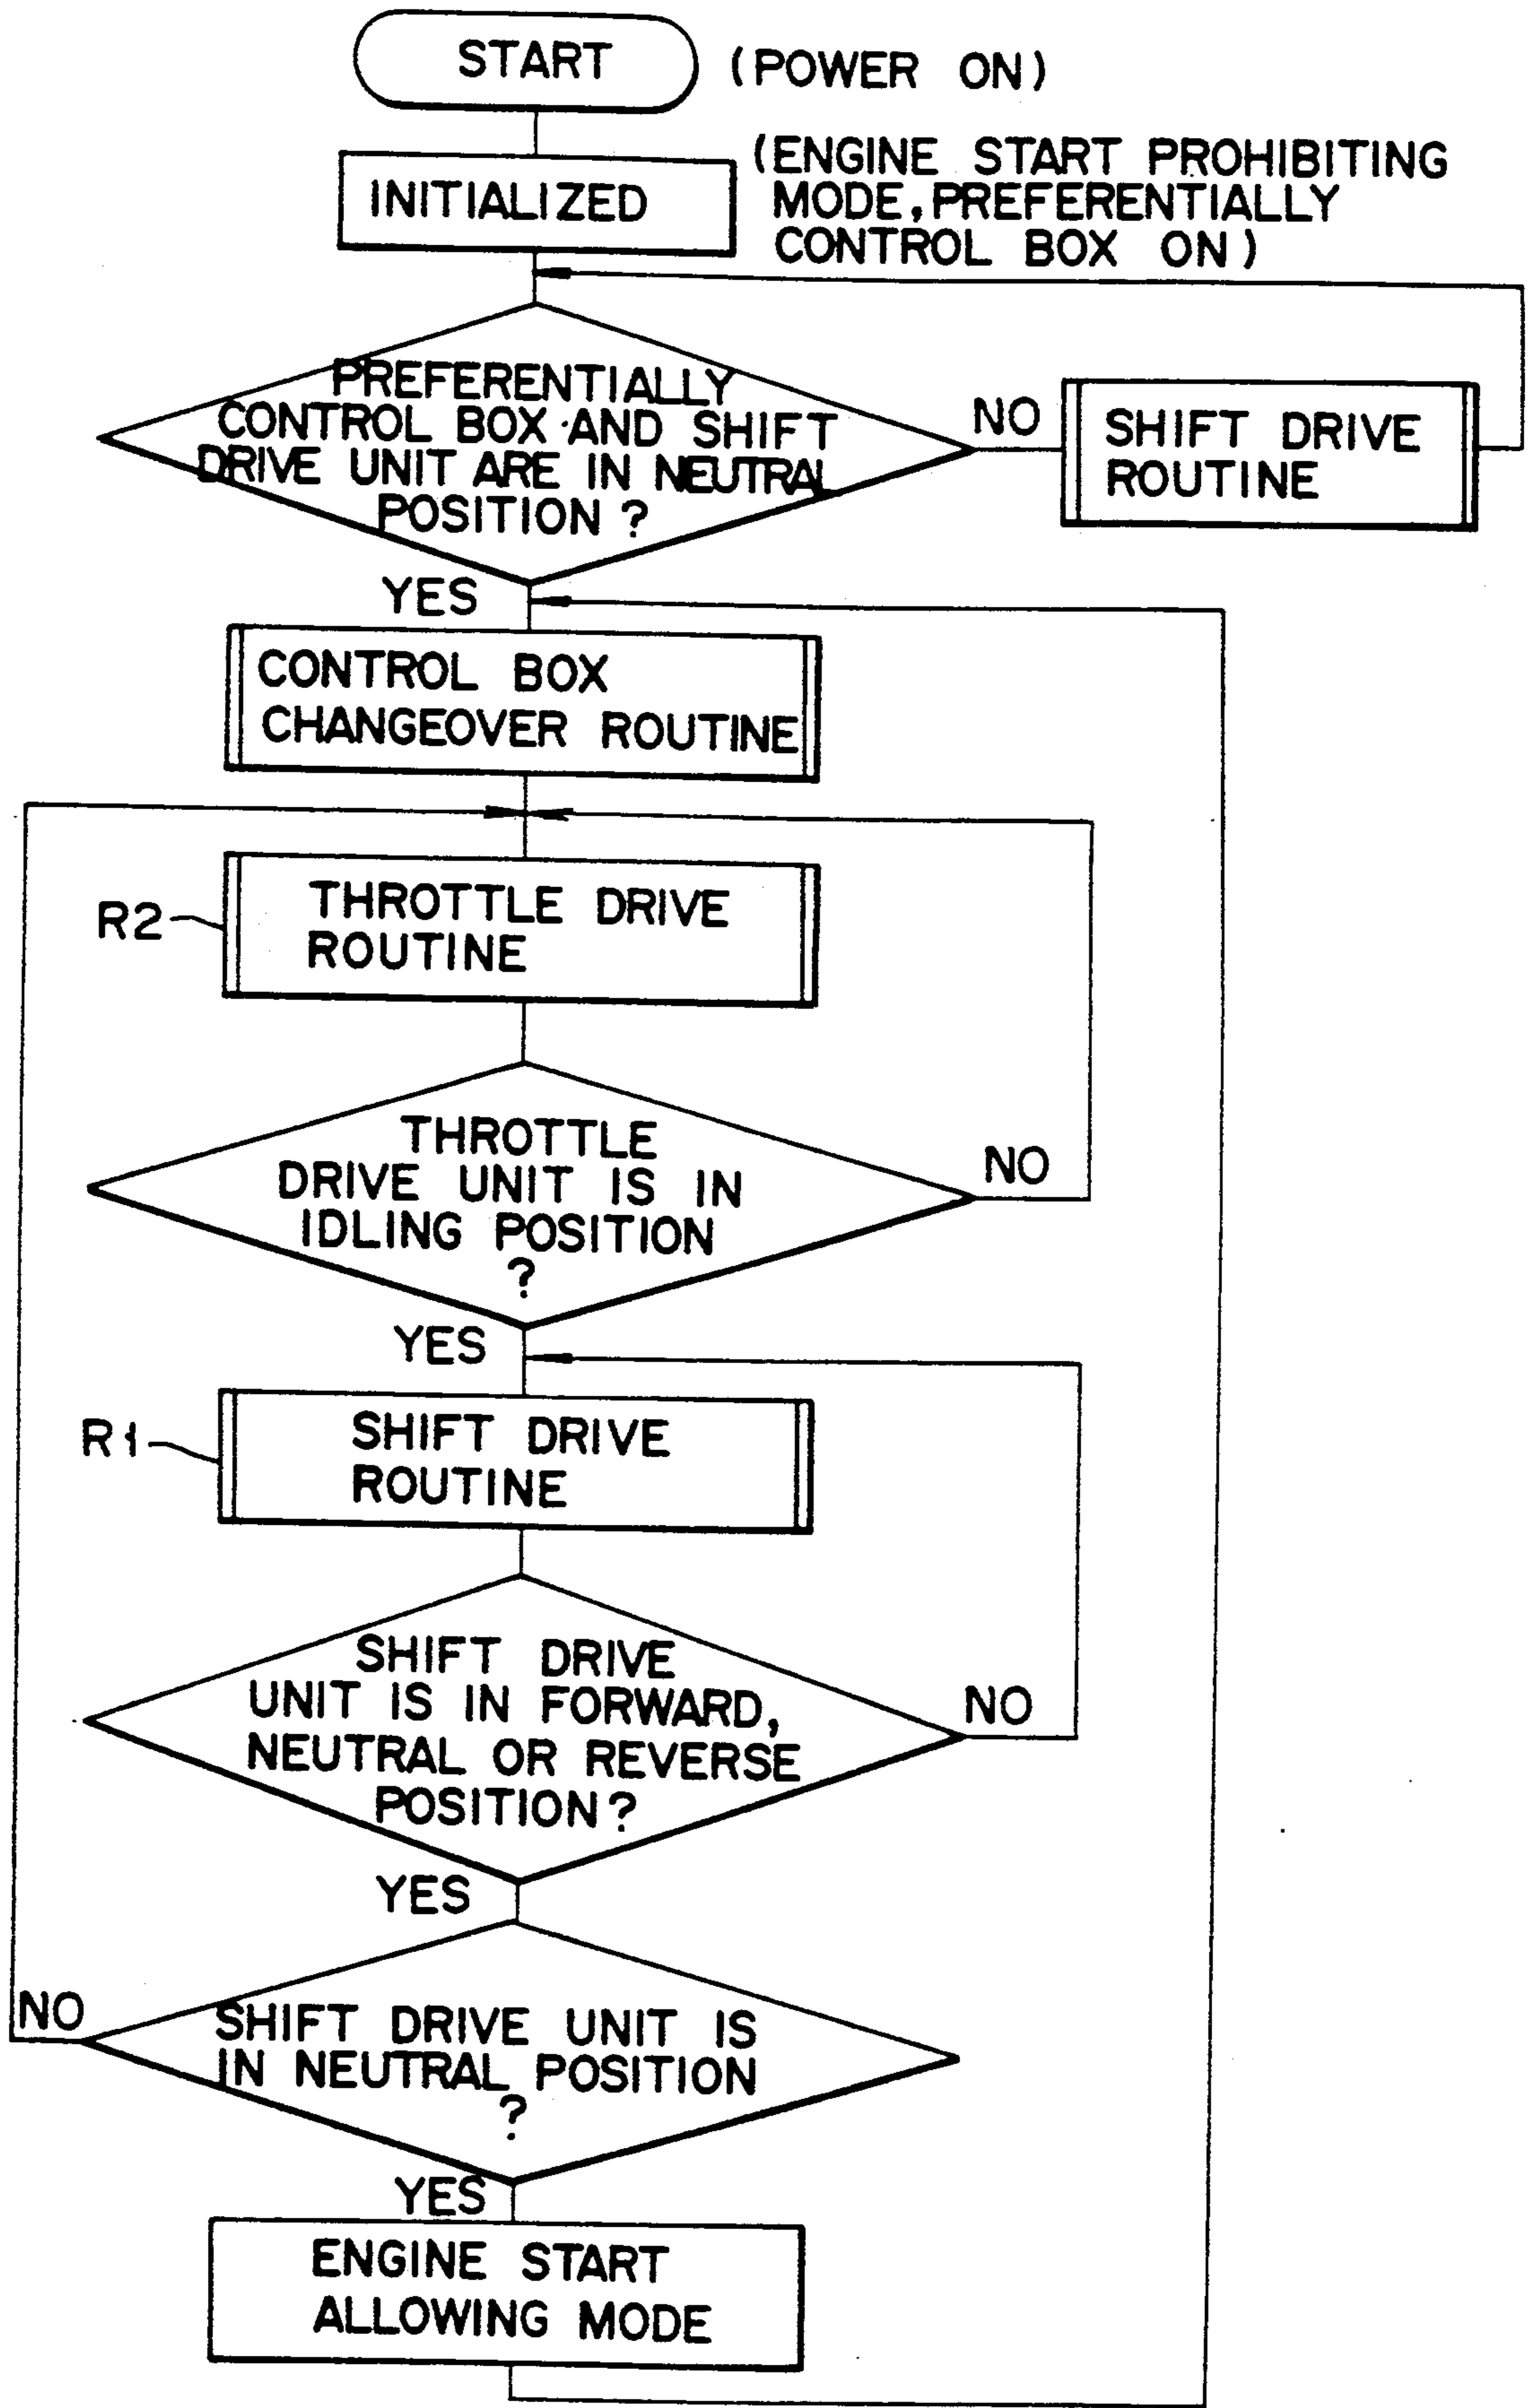 START
(POWER ON)
INITIALIZED
(ENGINE START PROHIBITING
MODE, PREFERENTIALLY
CONTROL BOX ON)
PREFERENTIALLY
CONTROL BOX AND SHIFT
DRIVE UNIT ARE IN NEUTRAL
POSITION ?
NO
SHIFT DRIVE
ROUTINE
YES
CONTROL BOX
CHANGEOVER ROUTINE
R2
THROTTLE DRIVE
ROUTINE
THROTTLE
DRIVE UNIT IS IN
IDLING POSITION
?
NO
YES
R1
SHIFT DRIVE
ROUTINE
SHIFT DRIVE
UNIT IS IN FORWARD,
NEUTRAL OR REVERSE
POSITION ?
NO
YES
NO
SHIFT DRIVE UNIT IS
IN NEUTRAL POSITION
?
YES
ENGINE START
ALLOWING MODE